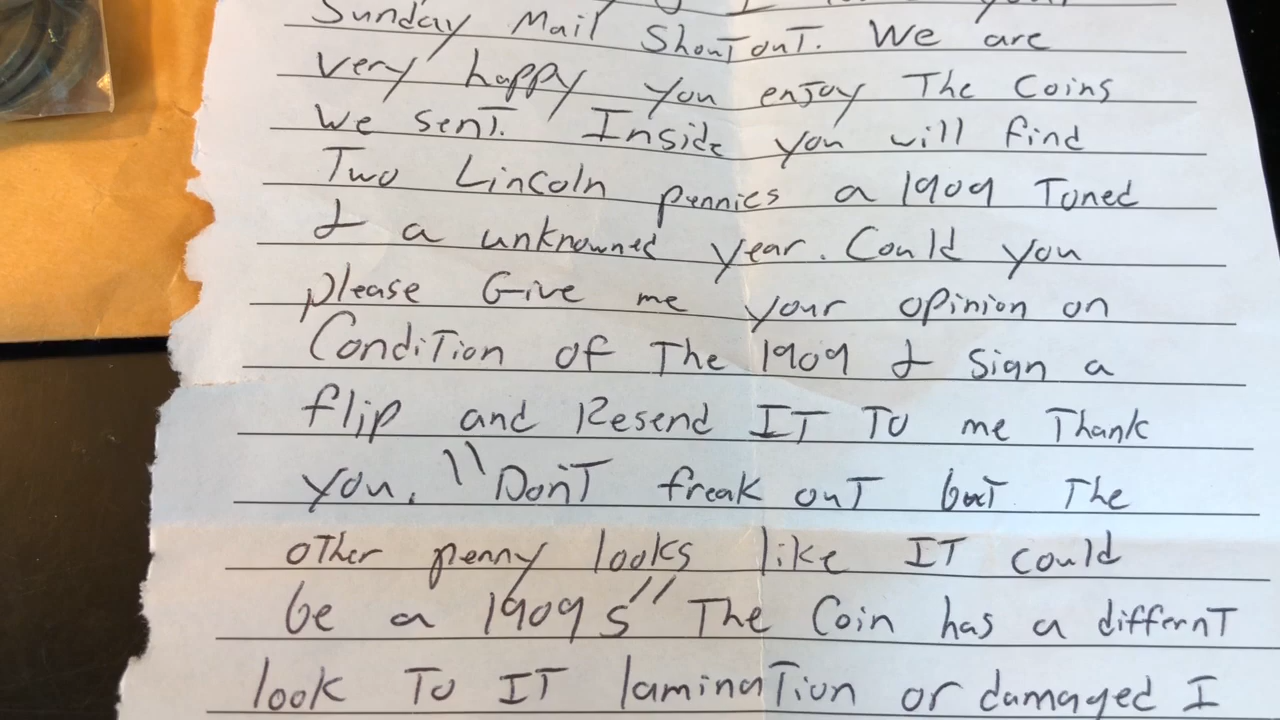 Sunday Mail ShouTouT. We are
very happy you enjoy The Coins
We senT. Inside you will find
Two Lincoln pennies a 1909 Toned
& a unknowned year. Could you
please Give me your opinion on
CondiTion of The 1909 & Sign a
flip and Resend IT To me Thank
you. "Don'T freak ouT buT The
oTher penny looks like IT could
be a 1909 s" The Coin has a differnT
look To IT laminaTion or damaged I